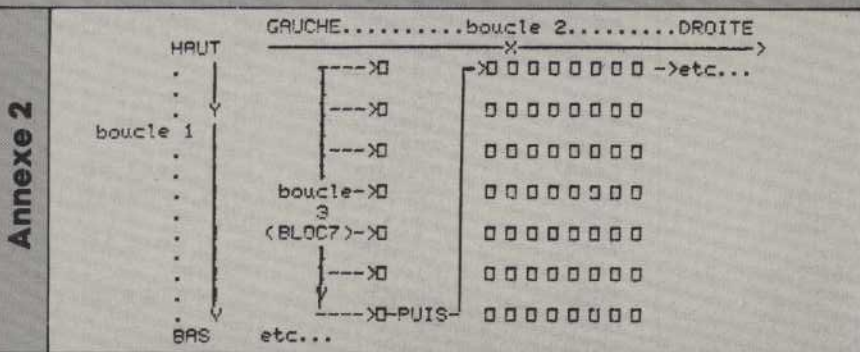 Annexe 2
GAUCHE..........boucle 2.........DROITE
HAUT
X
--->etc...
Y
boucle 1
boucle
3
(BLOC7)
PUIS
Y
BAS
etc...